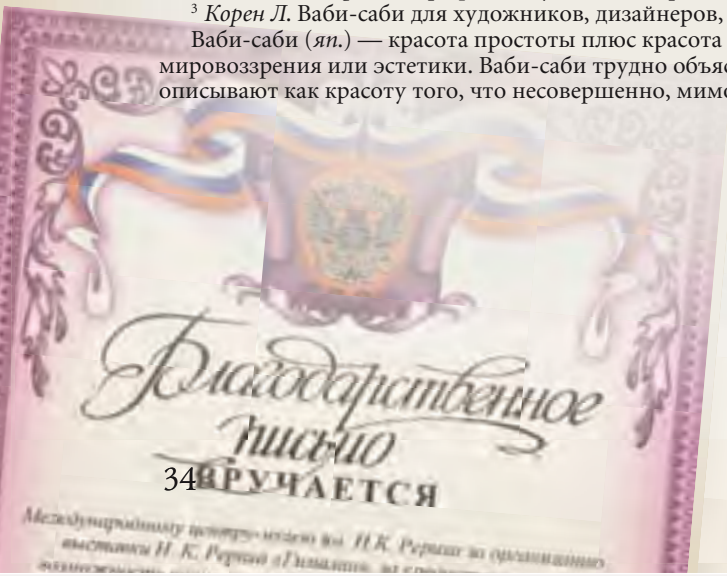 ³ Корен Л. Ваби-саби для художников, дизайнеров,
Ваби-саби (яп.) — красота простоты плюс красота
мировоззрения или эстетики. Ваби-саби трудно объяс
описывают как красоту того, что несовершенно, мимо
Благодарственное
письмо
34
ВРУЧАЕТСЯ
Международному центру-музею им. Н.К. Рериха за организацию
выставки Н. К. Рериха «Гималаи», за